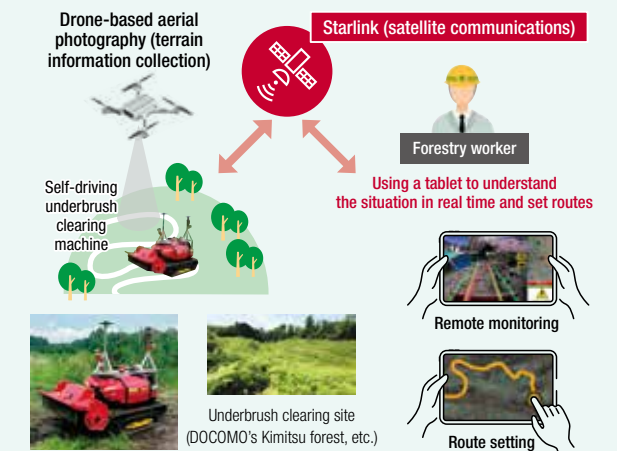 Drone-based aerial
photography (terrain
information collection)
Starlink (satellite communications)
Forestry worker
Using a tablet to understand
the situation in real time and set routes
Self-driving
underbrush
clearing
machine
Remote monitoring
Underbrush clearing site
(DOCOMO's Kimitsu forest, etc.)
Route setting